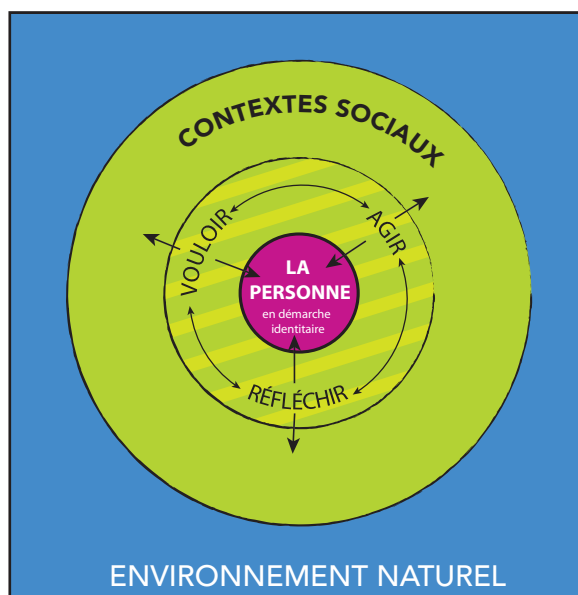 CONTEXTES SOCIAUX
VOULOIR
AGIR
LA
PERSONNE
en démarche
identitaire
RÉFLÉCHIR
ENVIRONNEMENT NATUREL